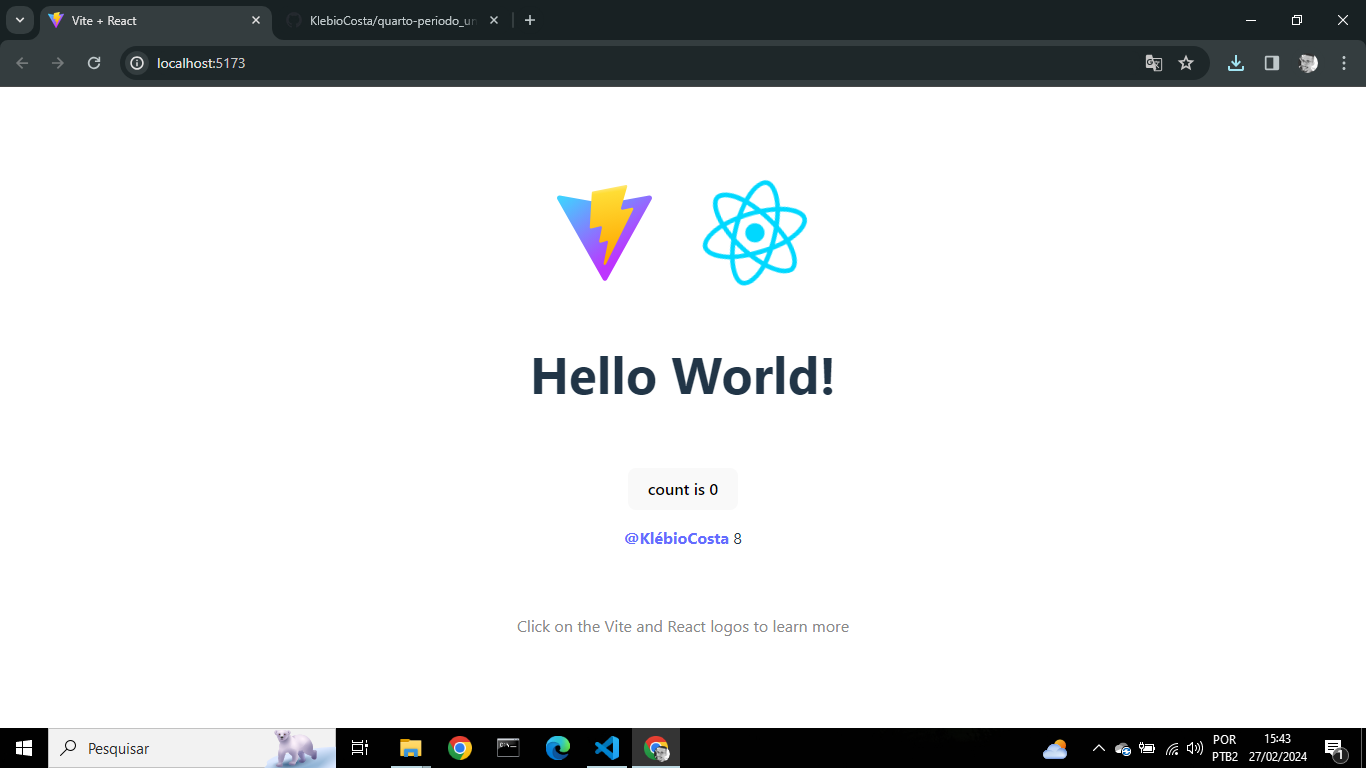 Vite + React
KlebioCosta/quarto-periodo_un
localhost:5173
Hello World!
count is 0
@KlébioCosta 8
Click on the Vite and React logos to learn more
Pesquisar
POR
PTB2
15:43
27/02/2024
1